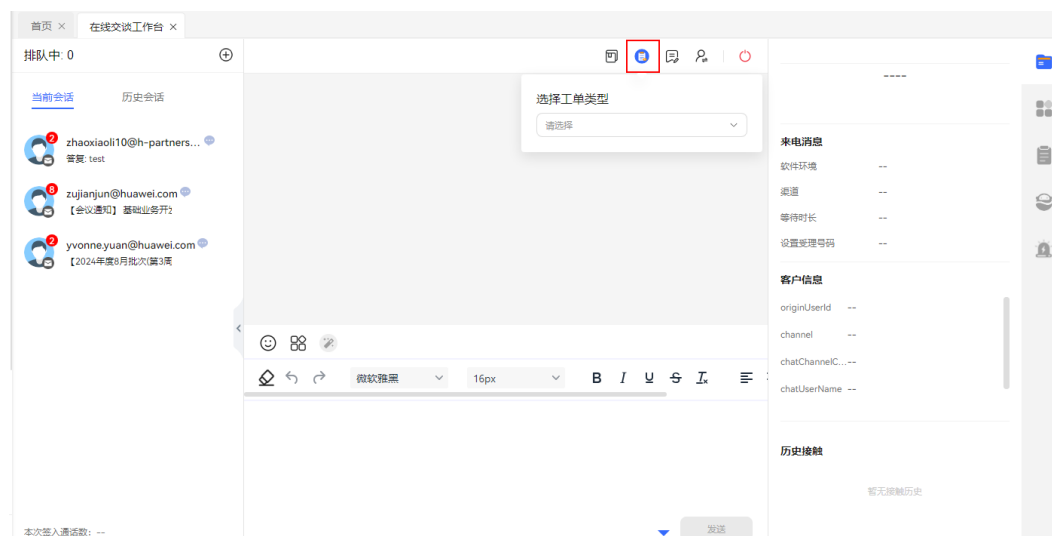 首页 ×
在线交谈工作台 ×
排队中: 0
当前会话
历史会话
2
zhaoxiaoli10@h-partners...
答复: test
8
zujianjun@huawei.com
【会议通知】 基础业务开
2
yvonne.yuan@huawei.com
【2024年度8月批次(第3周
本次签入通话数: --
选择工单类型
请选择
微软雅黑
16px
B I U S Ix
发送
----
来电消息
软件环境 --
渠道 --
等待时长 --
设置受理号码 --
客户信息
originUserId --
channel --
chatChannelC...--
chatUserName --
历史接触
暂无接触历史